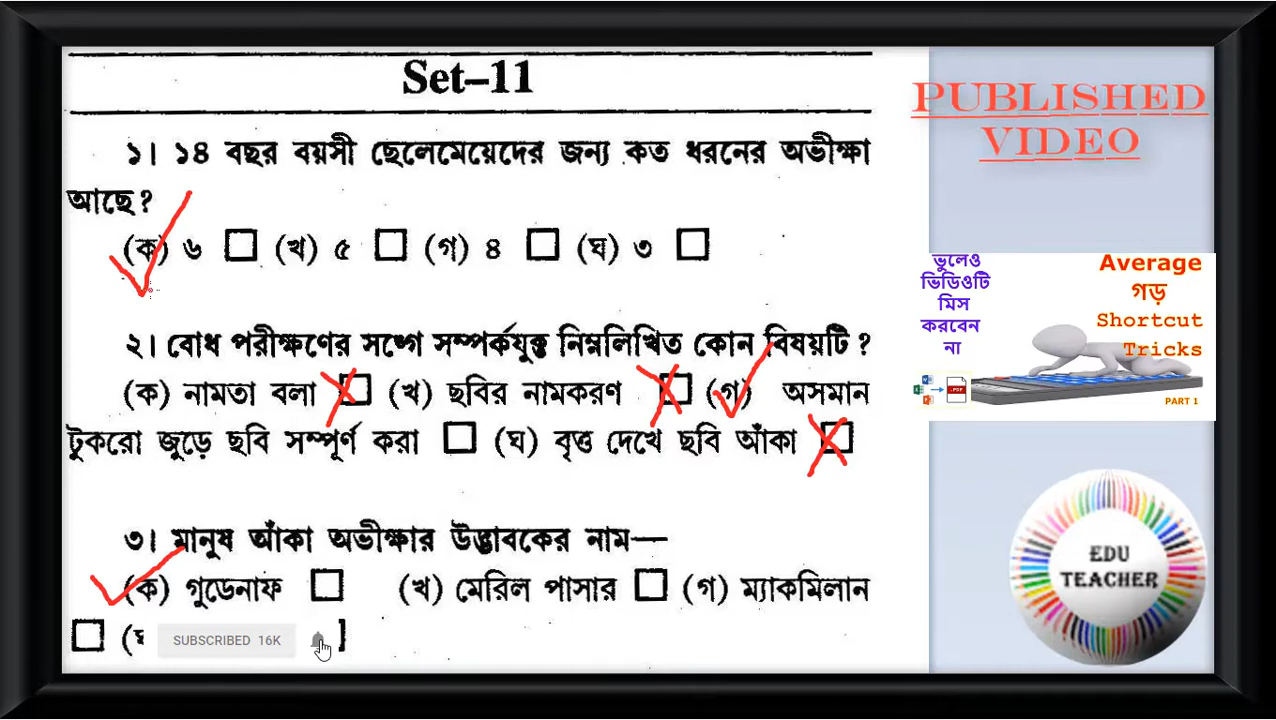 Set–11
১। ১৪ বছর বয়সী ছেলেমেয়েদের জন্য কত ধরনের অভীক্ষা
আছে?
(ক) ৬ (খ) ৫ (গ) ৪ (ঘ) ৩
২। বোধ পরীক্ষণের সঙ্গে সম্পর্কযুক্ত নিম্নলিখিত কোন বিষয়টি?
(ক) নামতা বলা (খ) ছবির নামকরণ (গ) অসমান
টুকরো জুড়ে ছবি সম্পূর্ণ করা (ঘ) বৃত্ত দেখে ছবি আঁকা
৩। মানুষ আঁকা অভীক্ষার উদ্ভাবকের নাম—
(ক) গুডেনাফ (খ) মেরিল পাসার (গ) ম্যাকমিলান
SUBSCRIBED 16K
PUBLISHED
VIDEO
ভুলেও
ভিডিওটি
মিস
করবেন
না
Average
গড়
Shortcut
Tricks
PDF
PART 1
EDU
TEACHER